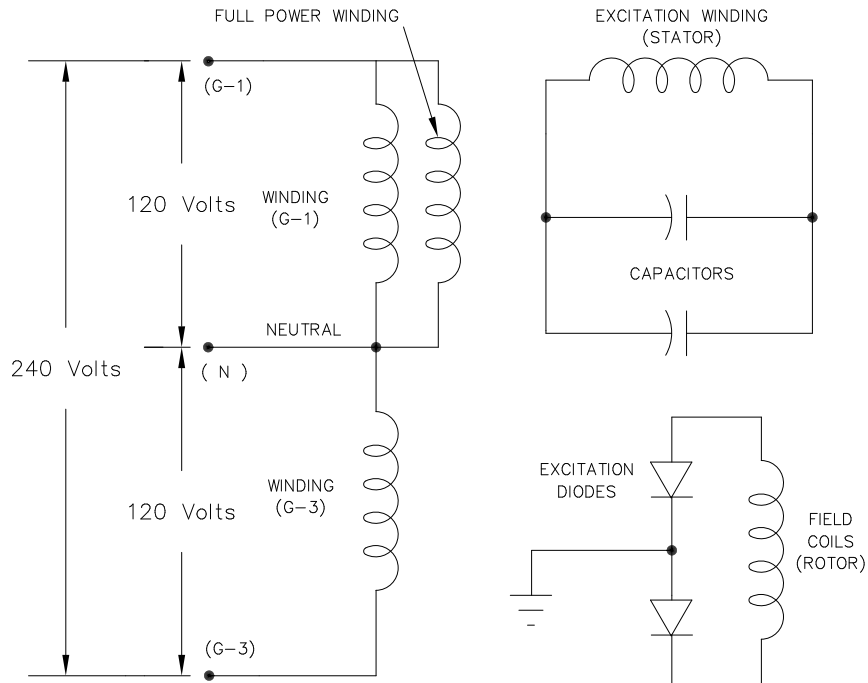 FULL POWER WINDING
EXCITATION WINDING
(STATOR)
(G-1)
120 Volts
WINDING
(G-1)
CAPACITORS
NEUTRAL
240 Volts
( N )
EXCITATION
DIODES
WINDING
(G-3)
120 Volts
FIELD
COILS
(ROTOR)
(G-3)